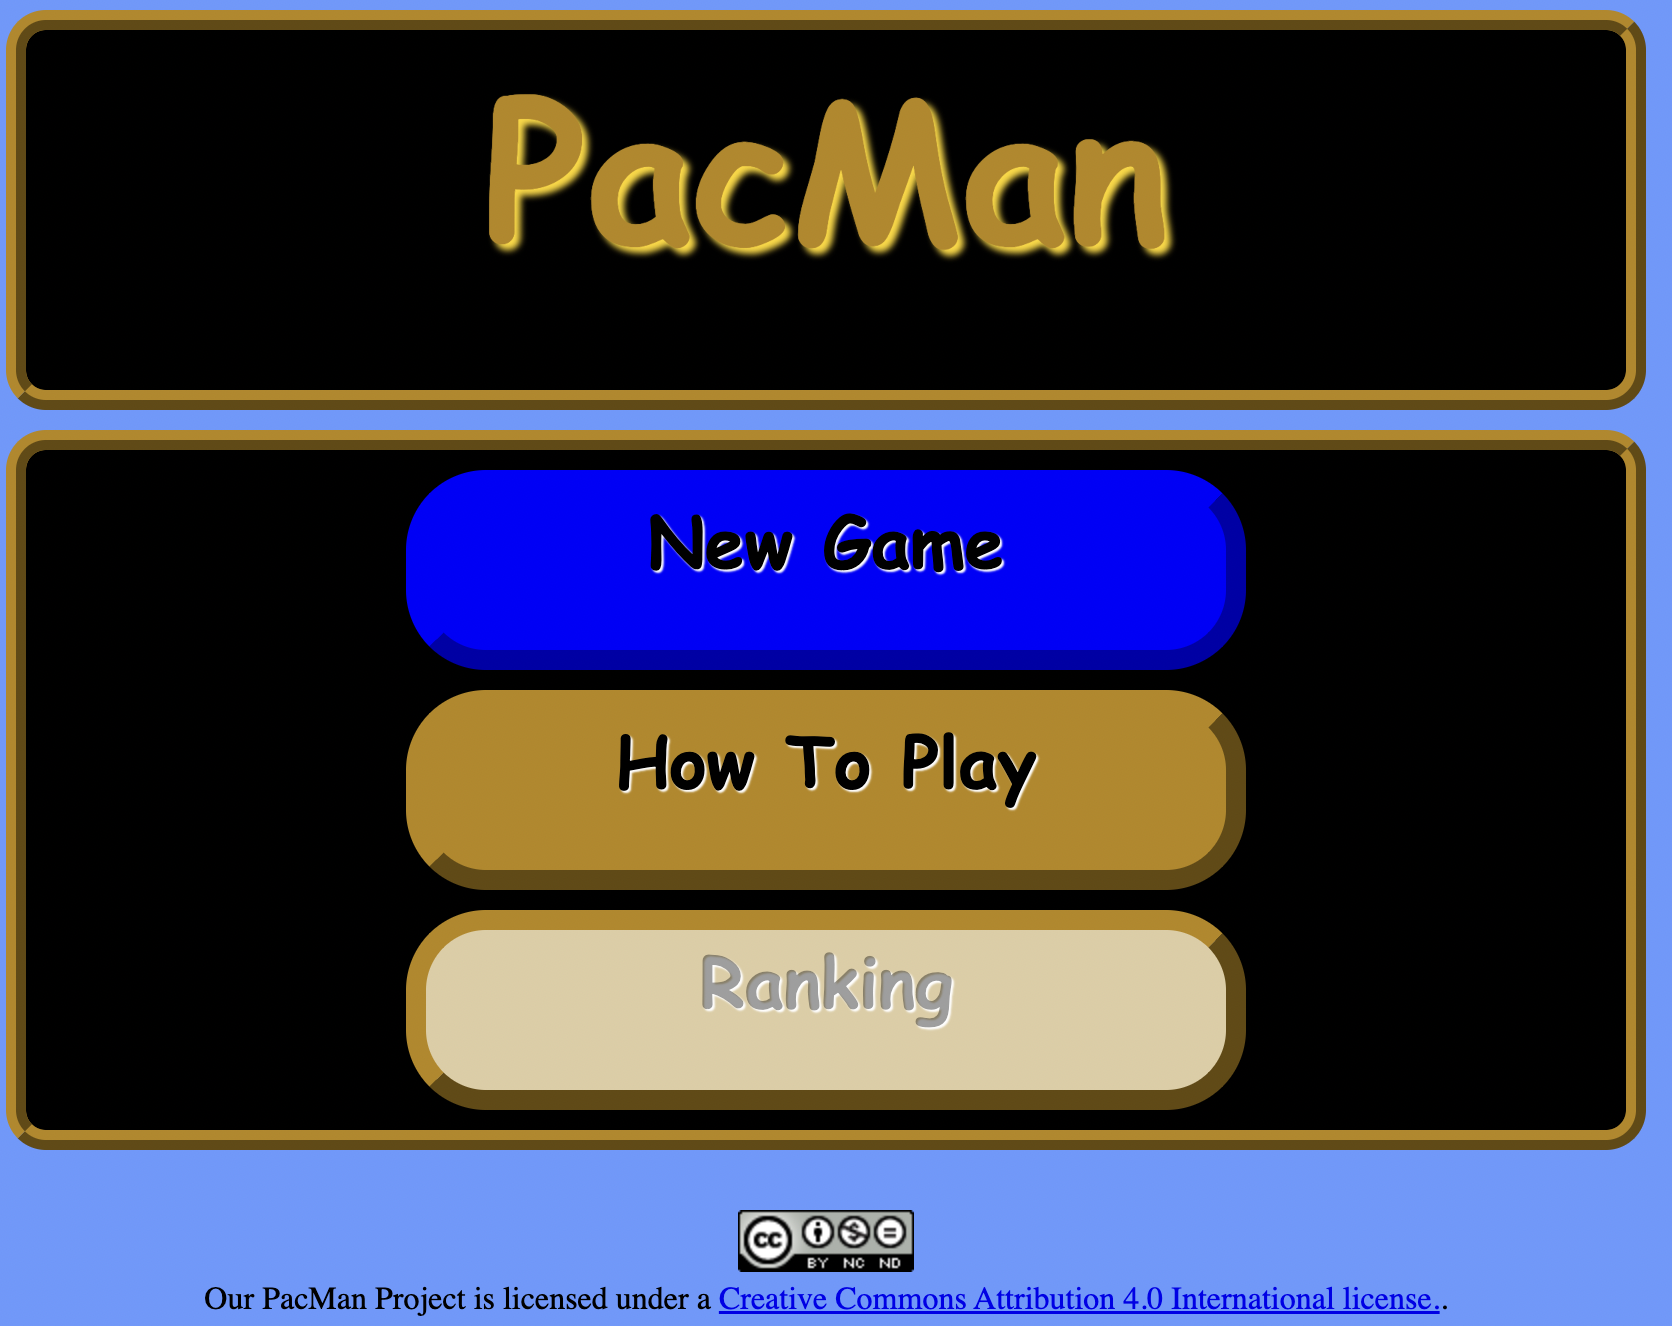 PacMan
New Game
How To Play
Ranking
cc BY NC ND
Our PacMan Project is licensed under a Creative Commons Attribution 4.0 International license..